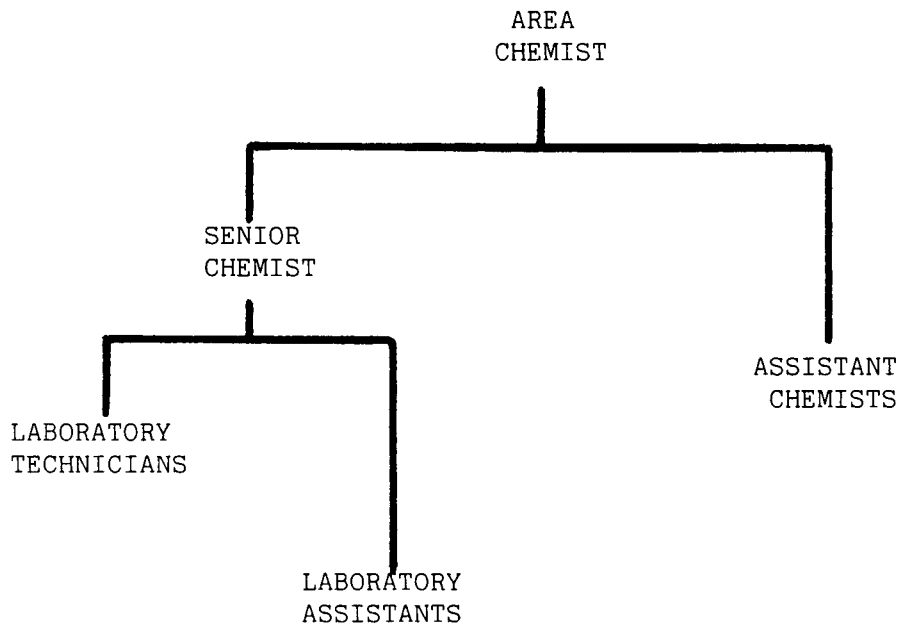 AREA
CHEMIST
SENIOR
CHEMIST
ASSISTANT
CHEMISTS
LABORATORY
TECHNICIANS
LABORATORY
ASSISTANTS